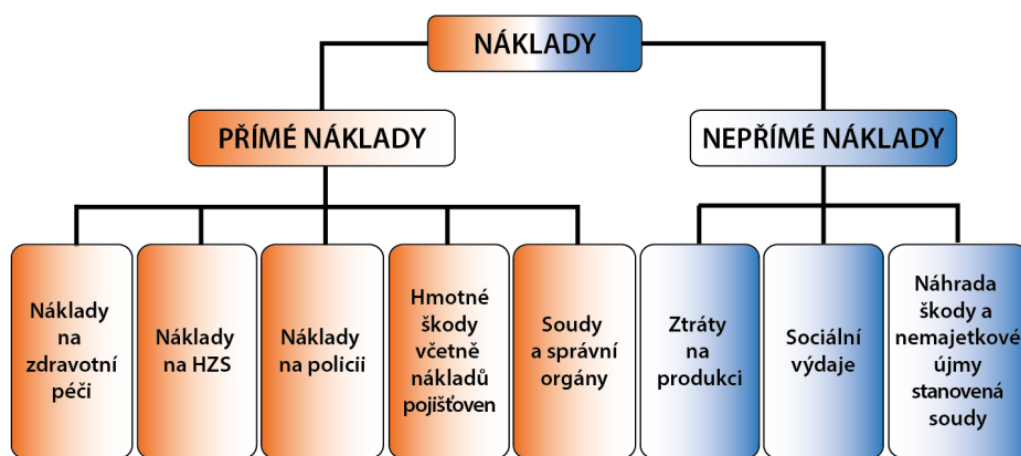 NÁKLADY
PŘÍMÉ NÁKLADY
NEPŘÍMÉ NÁKLADY
Náklady
na
zdravotní
péči
Náklady
na HZS
Náklady
na policii
Hmotné
škody
včetně
nákladů
pojišťoven
Soudy
a správní
orgány
Ztráty
na
produkci
Sociální
výdaje
Náhrada
škody a
nemajetkové
újmy
stanovená
soudy